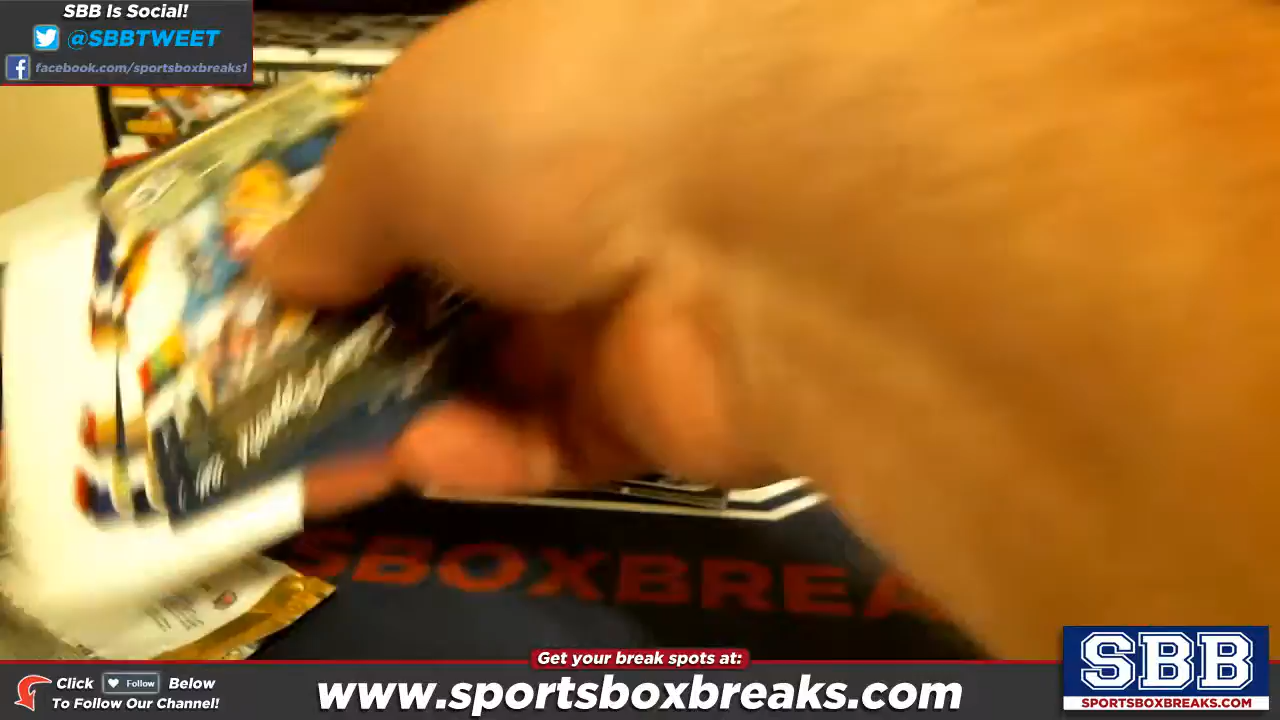 SBB Is Social!
@SBBTWEET
facebook.com/sportsboxbreaks1
SBOXBREA
Get your break spots at:
Click Follow Below
To Follow Our Channel!
www.sportsboxbreaks.com
SBB
SPORTSBOXBREAKS.COM